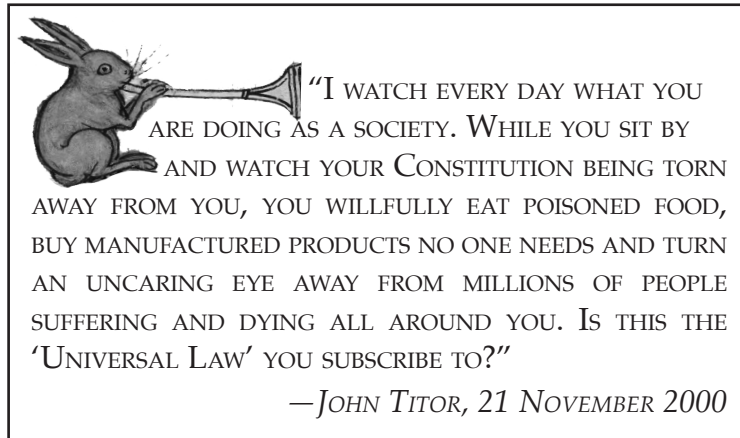 “I watch every day what you
are doing as a society. While you sit by
and watch your Constitution being torn
away from you, you willfully eat poisoned food,
buy manufactured products no one needs and turn
an uncaring eye away from millions of people
suffering and dying all around you. Is this the
‘Universal Law’ you subscribe to?”
—John Titor, 21 November 2000